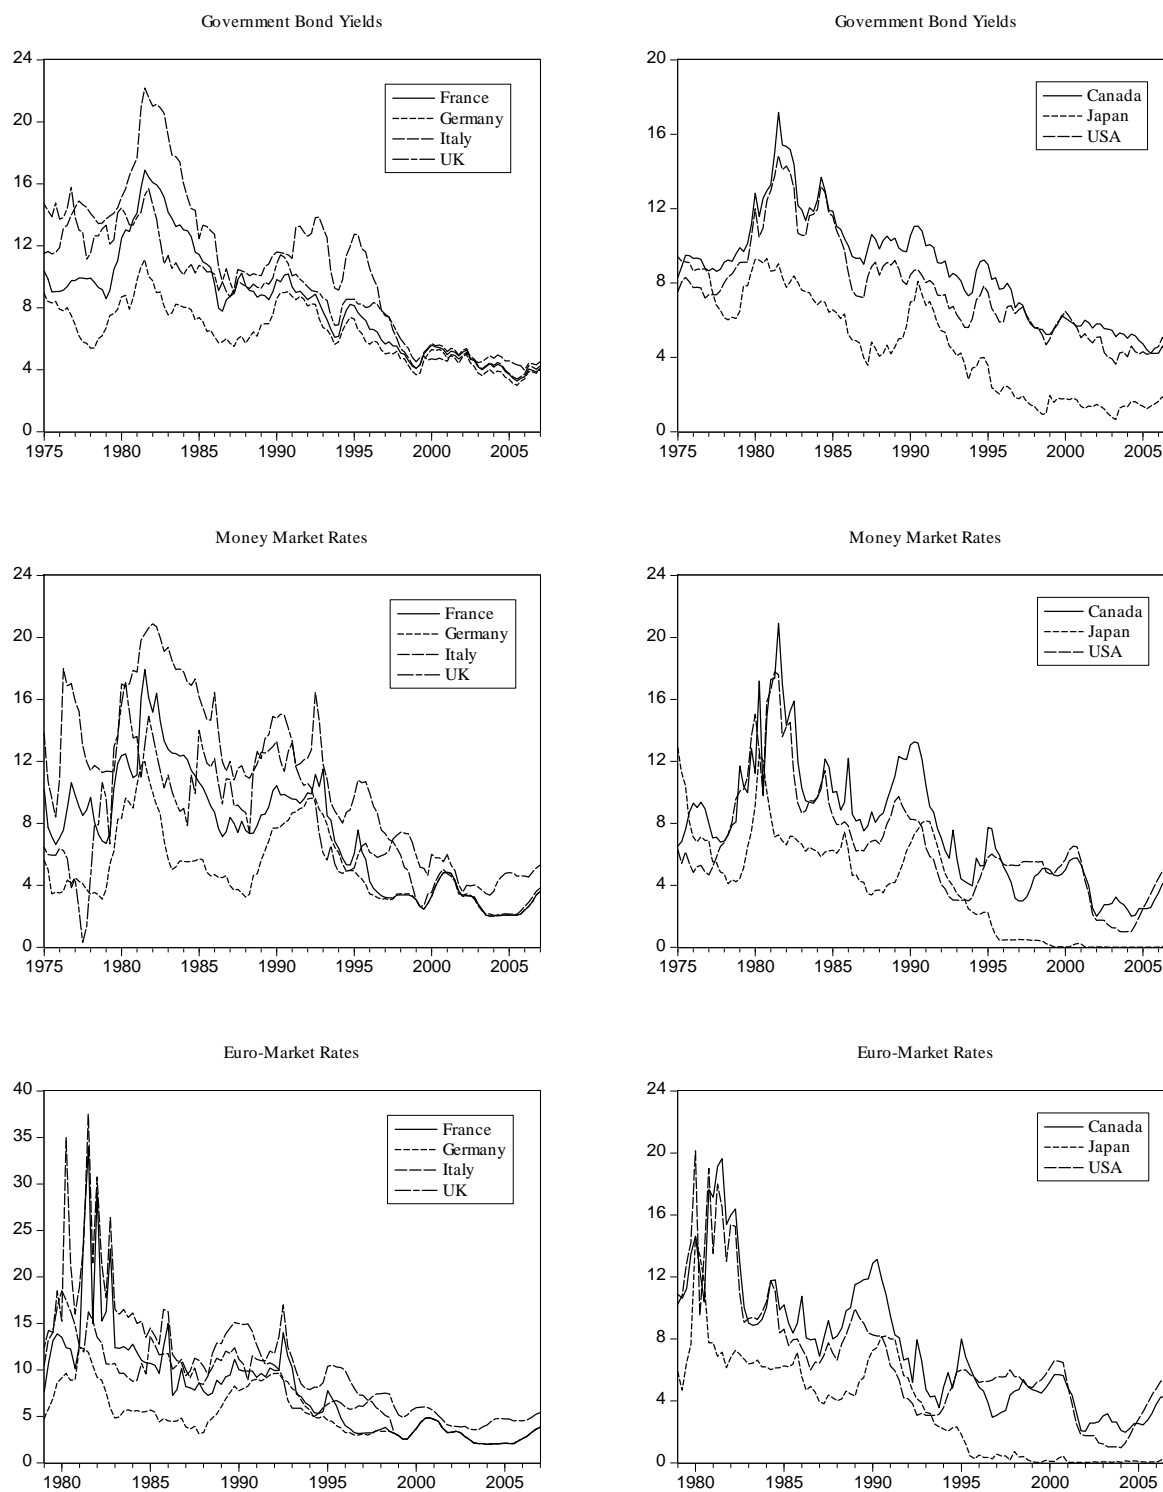 Government Bond Yields
24
20
16
12
8
4
0
France
Germany
Italy
UK
1975 1980 1985 1990 1995 2000 2005
Government Bond Yields
20
16
12
8
4
0
Canada
Japan
USA
1975 1980 1985 1990 1995 2000 2005
Money Market Rates
24
20
16
12
8
4
0
France
Germany
Italy
UK
1975 1980 1985 1990 1995 2000 2005
Money Market Rates
24
20
16
12
8
4
0
Canada
Japan
USA
1975 1980 1985 1990 1995 2000 2005
Euro-Market Rates
40
35
30
25
20
15
10
5
0
France
Germany
Italy
UK
1980 1985 1990 1995 2000 2005
Euro-Market Rates
24
20
16
12
8
4
0
Canada
Japan
USA
1980 1985 1990 1995 2000 2005